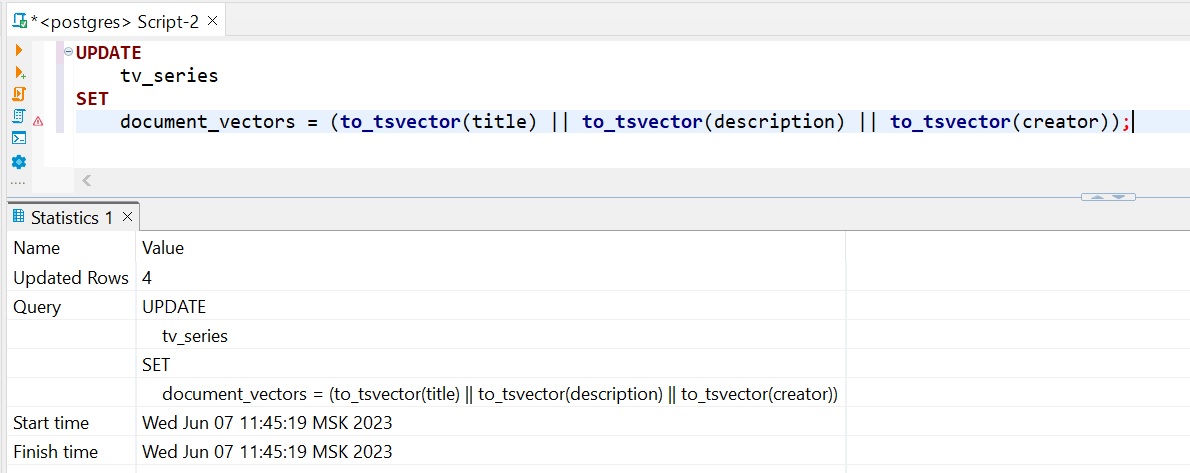 *<postgres> Script-2
UPDATE
tv_series
SET
document_vectors = (to_tsvector(title) || to_tsvector(description) || to_tsvector(creator));
Statistics 1
Name Value
Updated Rows 4
Query UPDATE
tv_series
SET
document_vectors = (to_tsvector(title) || to_tsvector(description) || to_tsvector(creator))
Start time Wed Jun 07 11:45:19 MSK 2023
Finish time Wed Jun 07 11:45:19 MSK 2023